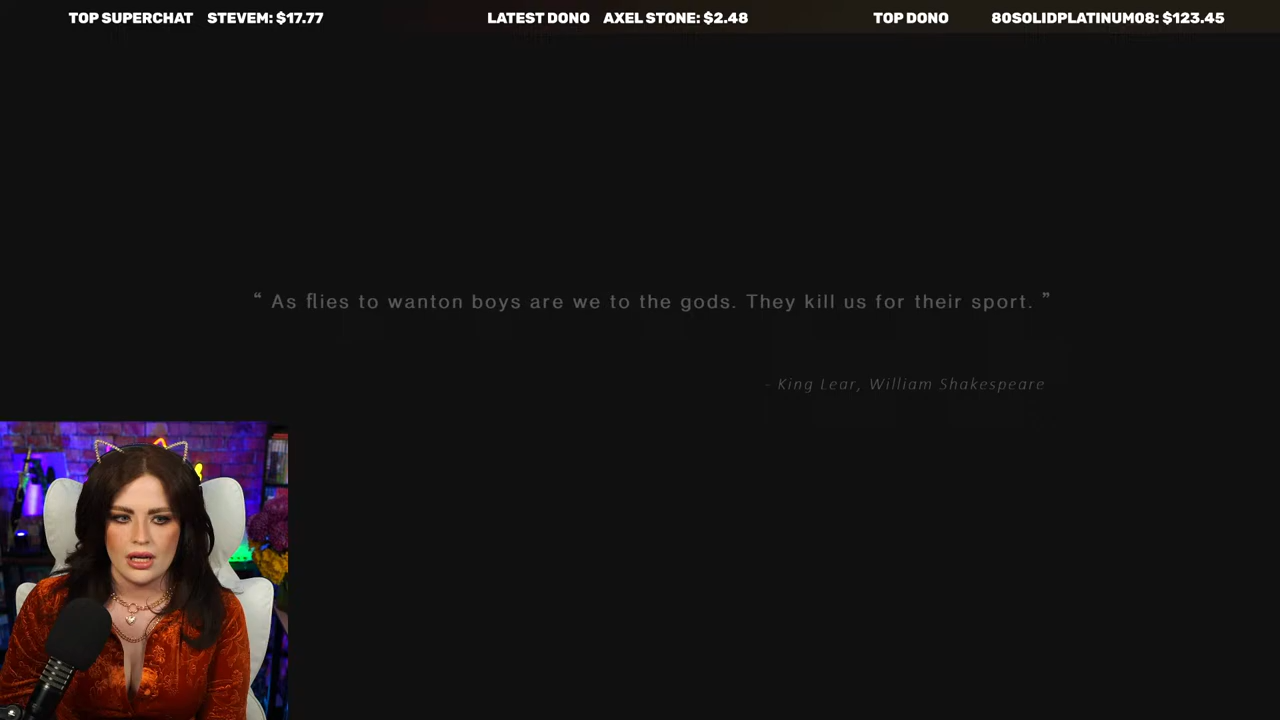 TOP SUPERCHAT STEVEM: $17.77 LATEST DONO AXEL STONE: $2.48 TOP DONO 80SOLIDPLATINUM08: $123.45
“ As flies to wanton boys are we to the gods. They kill us for their sport. ”
- King Lear, William Shakespeare